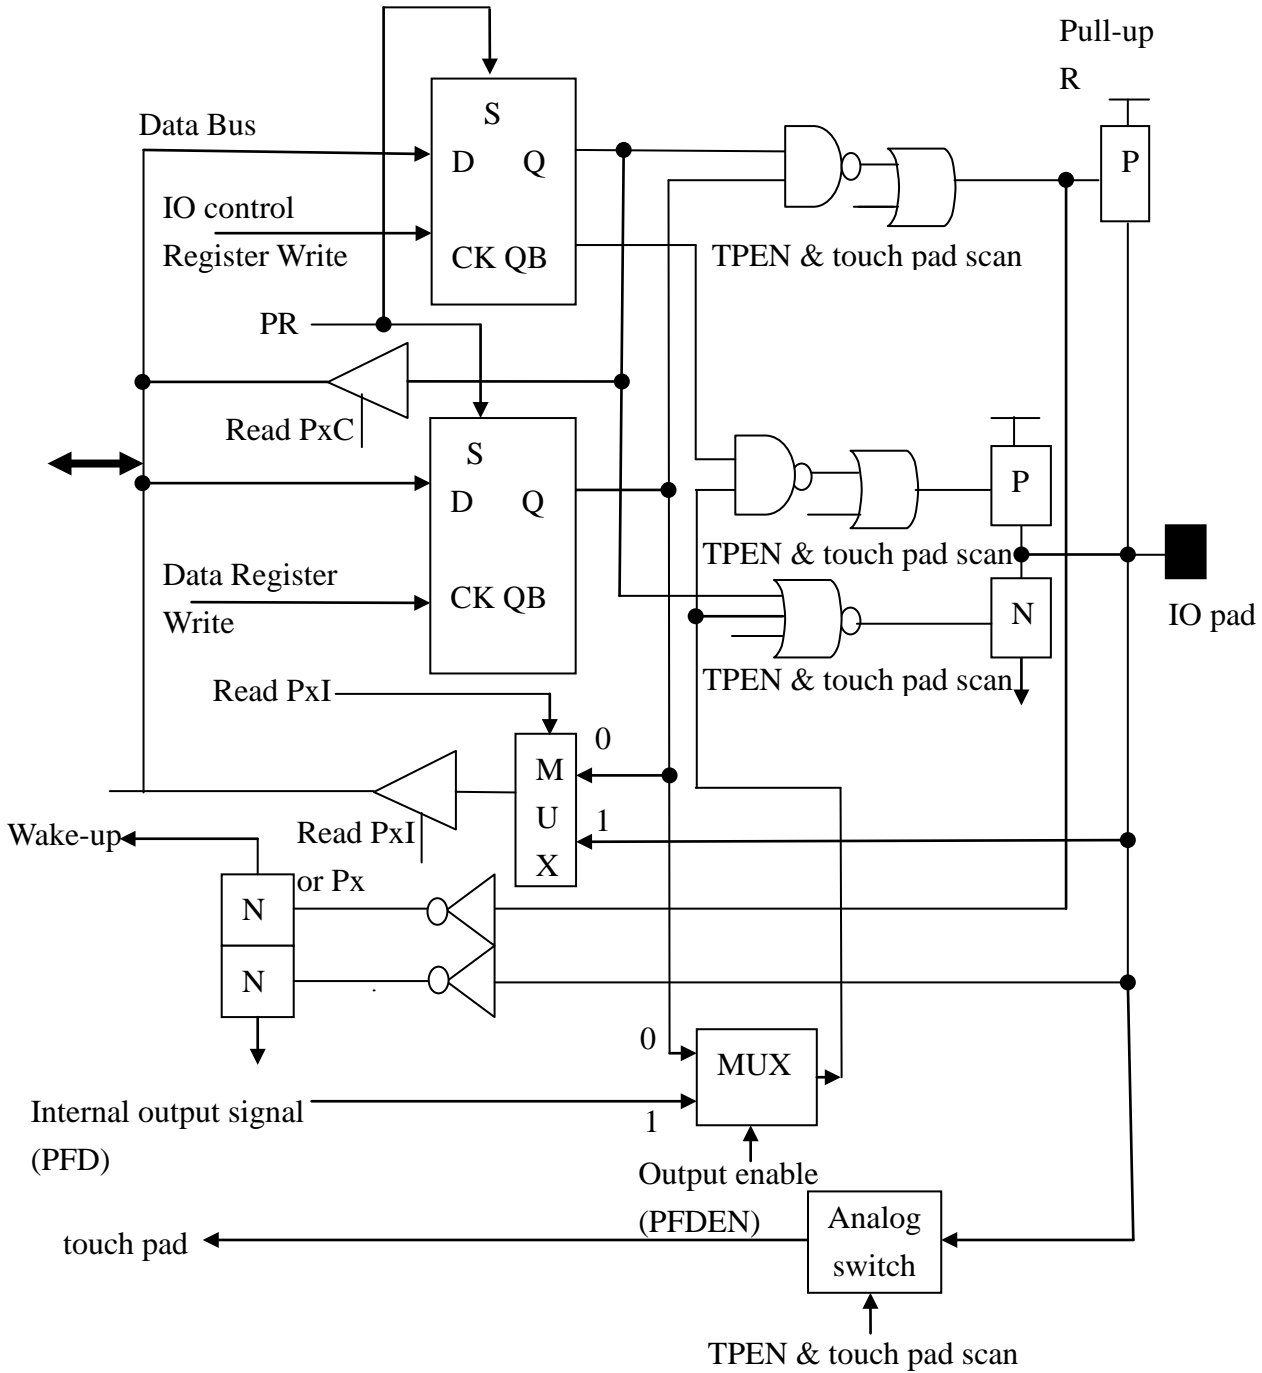 Pull-up
R
S
Data Bus
D Q
P
IO control
Register Write
CK QB
TPEN & touch pad scan
PR
Read PxC
S
D Q
P
TPEN & touch pad scan
Data Register
Write
CK QB
N
IO pad
TPEN & touch pad scan
Read PxI
0
M
U
X
1
Wake-up
Read PxI
or Px
N
N
0
MUX
Internal output signal
(PFD)
1
Output enable
(PFDEN)
Analog
switch
touch pad
TPEN & touch pad scan